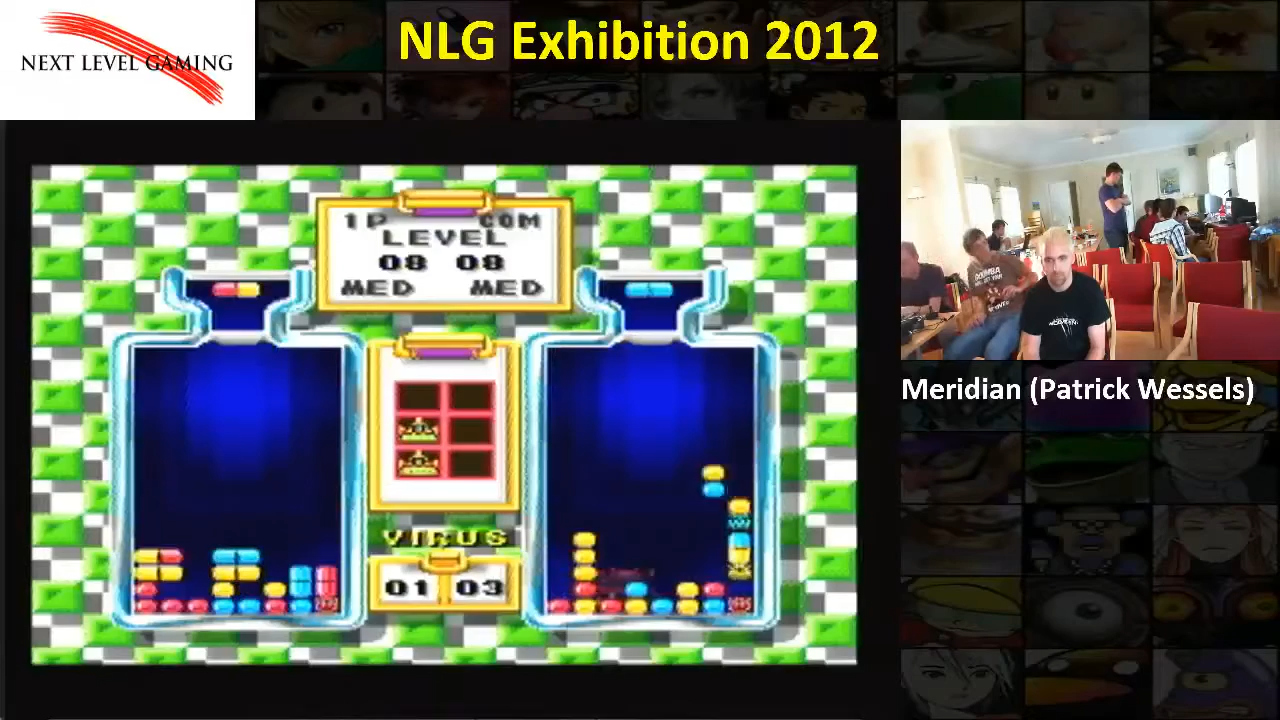 NEXT LEVEL GAMING
NLG Exhibition 2012
1P COM
LEVEL
08 08
MED MED
VIRUS
01 03
Meridian (Patrick Wessels)